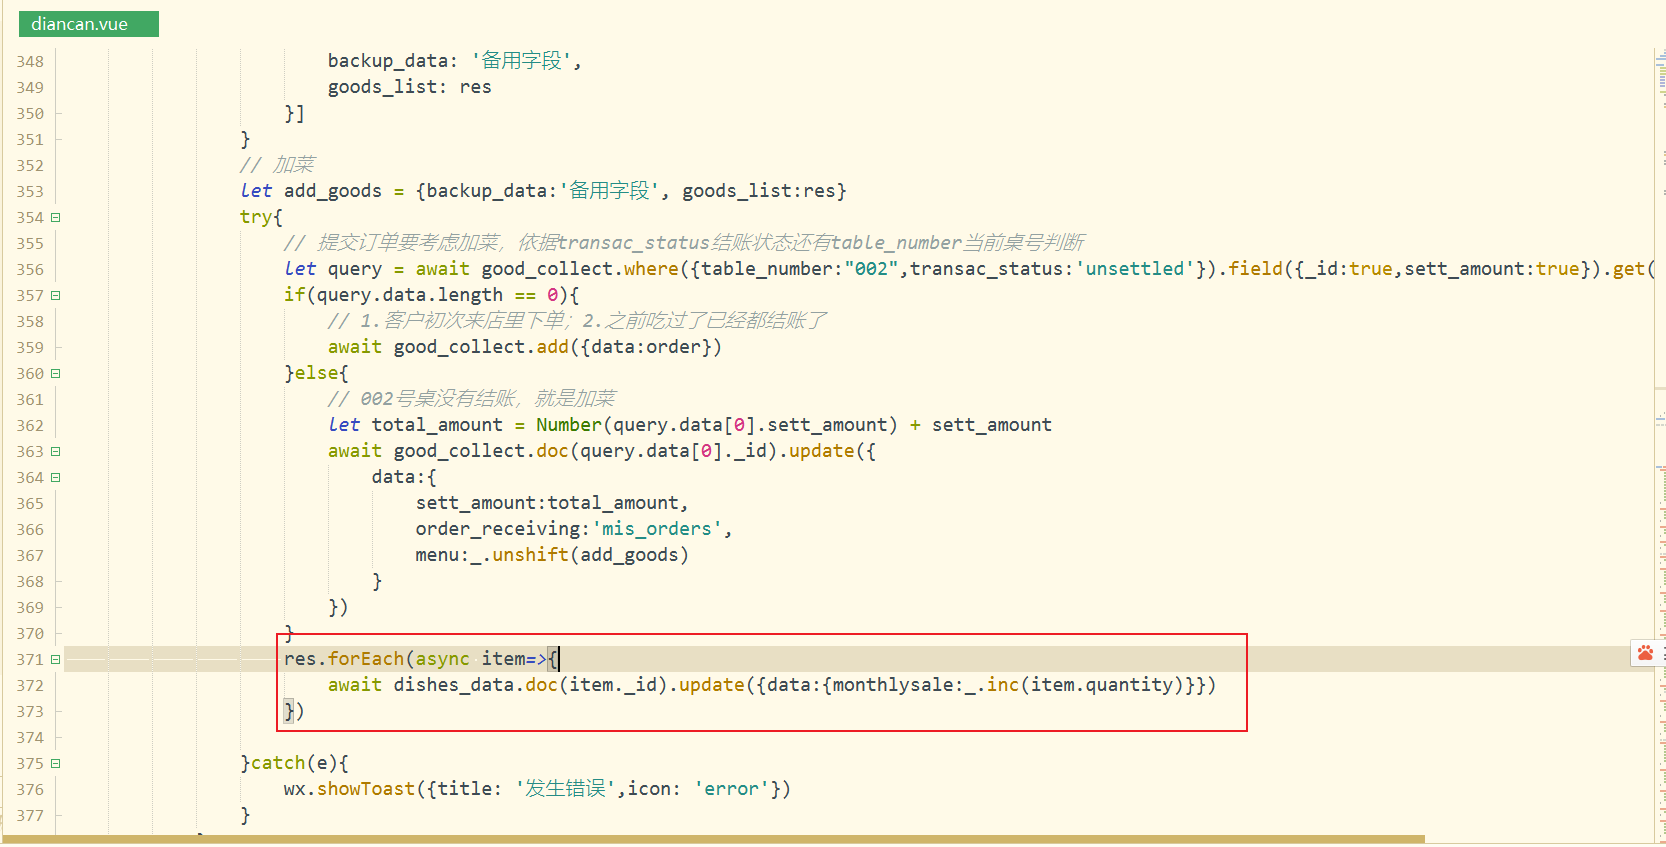 diancan.vue
348 backup_data: '备用字段',
349 goods_list: res
350 }]
351 }
352 // 加菜
353 let add_goods = {backup_data:'备用字段', goods_list:res}
354 try{
355 // 提交订单要考虑加菜，依据transac_status结账状态还有table_number当前桌号判断
356 let query = await good_collect.where({table_number:"002",transac_status:'unsettled'}).field({_id:true,sett_amount:true}).get(
357 if(query.data.length == 0){
358 // 1.客户初次来店里下单；2.之前吃过了已经都结账了
359 await good_collect.add({data:order})
360 }else{
361 // 002号桌没有结账，就是加菜
362 let total_amount = Number(query.data[0].sett_amount) + sett_amount
363 await good_collect.doc(query.data[0]._id).update({
364 data:{
365 sett_amount:total_amount,
366 order_receiving:'mis_orders',
367 menu:_.unshift(add_goods)
368 }
369 })
370 }
371 res.forEach(async item=>{
372 await dishes_data.doc(item._id).update({data:{monthlysale:_.inc(item.quantity)}})
373 })
374
375 }catch(e){
376 wx.showToast({title: '发生错误',icon: 'error'})
377 }